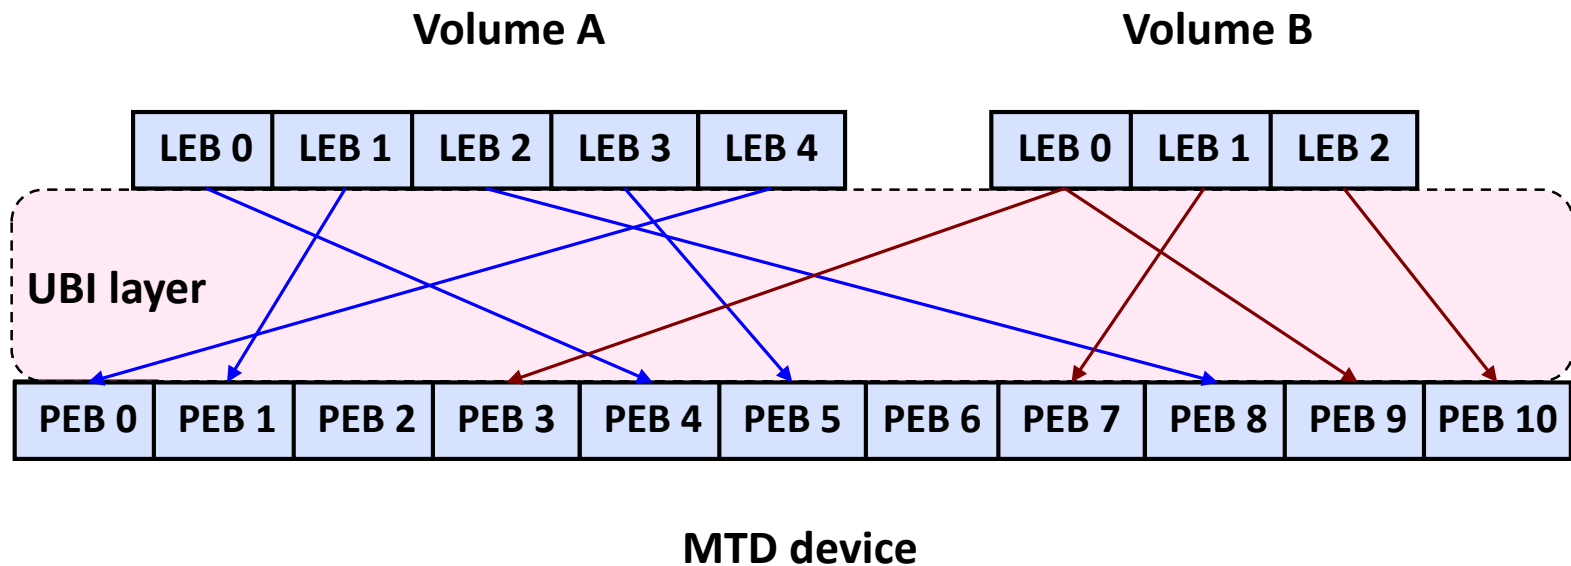 Volume A
Volume B
LEB 0 LEB 1 LEB 2 LEB 3 LEB 4
LEB 0 LEB 1 LEB 2
UBI layer
PEB 0 PEB 1 PEB 2 PEB 3 PEB 4 PEB 5 PEB 6 PEB 7 PEB 8 PEB 9 PEB 10
MTD device